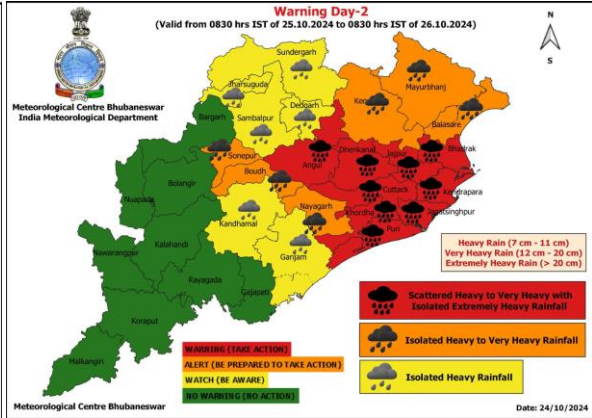 Warning Day-2
(Valid from 0830 hrs IST of 25.10.2024 to 0830 hrs IST of 26.10.2024)
N
S
Meteorological Centre Bhubaneswar
India Meteorological Department
Sundergarh
Jharsuguda
Sambalpur
Deogarh
Bargarh
Mayurbhanj
Balasore
Sonepur
Boudh
Angul
Dhenkanal
Jajpur
Bhadrak
Cuttack
Kendrapara
Jagatsinghpur
Khordha
Puri
Nayagarh
Bolangir
Nuapada
Kandhamal
Kalahandi
Nawarangpur
Ganjam
Rayagada
Gajapati
Koraput
Malkangiri
Heavy Rain (7 cm - 11 cm)
Very Heavy Rain (12 cm - 20 cm)
Extremely Heavy Rain (> 20 cm)
Scattered Heavy to Very Heavy with
Isolated Extremely Heavy Rainfall
Isolated Heavy to Very Heavy Rainfall
Isolated Heavy Rainfall
WARNING (TAKE ACTION)
ALERT (BE PREPARED TO TAKE ACTION)
WATCH (BE AWARE)
NO WARNING (NO ACTION)
Meteorological Centre Bhubaneswar
Date: 24/10/2024